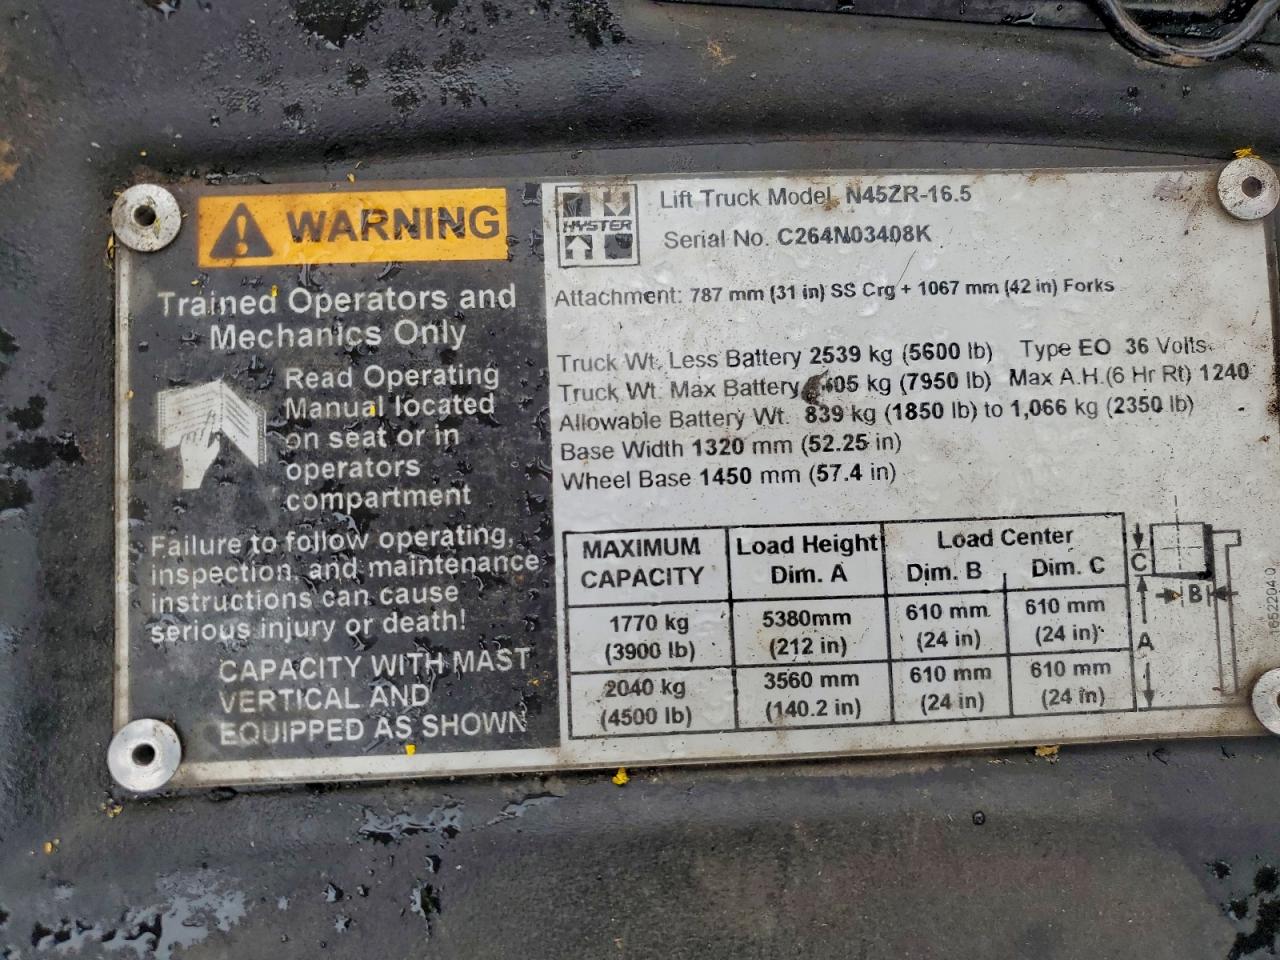 WARNING
Trained Operators and
Mechanics Only
Read Operating
Manual located
on seat or in
operators
compartment
Failure to follow operating,
inspection, and maintenance
instructions can cause
serious injury or death!
CAPACITY WITH MAST
VERTICAL AND
EQUIPPED AS SHOWN
HYSTER
Lift Truck Model N45ZR-16.5
Serial No. C264N03408K
Attachment: 787 mm (31 in) SS Crg + 1067 mm (42 in) Forks
Truck Wt. Less Battery 2539 kg (5600 lb) Type EO 36 Volts
Truck Wt. Max Battery kg (7950 lb) Max A.H.(6 Hr Rt) 1240
Allowable Battery Wt. 839 kg (1850 lb) to 1,066 kg (2350 lb)
Base Width 1320 mm (52.25 in)
Wheel Base 1450 mm (57.4 in)
MAXIMUM CAPACITY Load Height Dim. A Load Center Dim. B Dim. C
1770 kg (3900 lb) 5380mm (212 in) 610 mm (24 in) 610 mm (24 in)
2040 kg (4500 lb) 3560 mm (140.2 in) 610 mm (24 in) 610 mm (24 in)
C
B
A